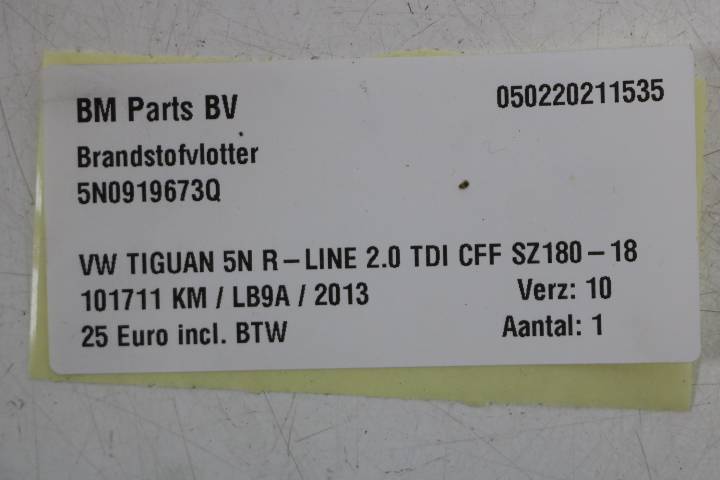 BM Parts BV 050220211535
Brandstofvlotter
5N0919673Q
VW TIGUAN 5N R-LINE 2.0 TDI CFF SZ180-18
101711 KM / LB9A / 2013 Verz: 10
25 Euro incl. BTW Aantal: 1